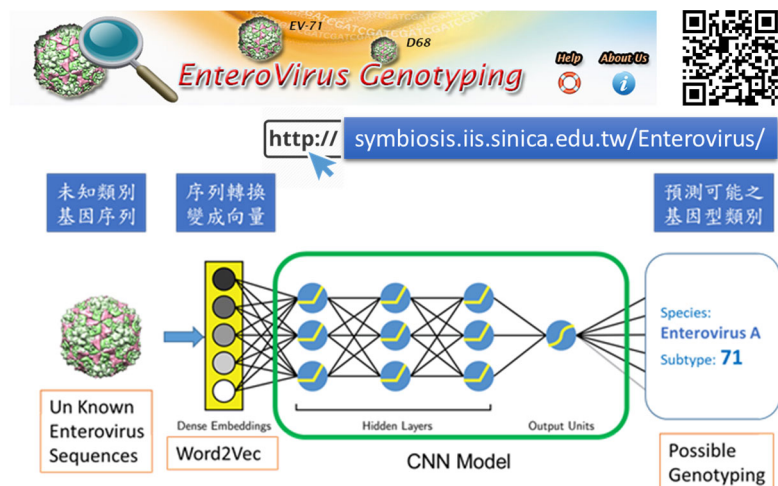 EV-71
D68
EnteroVirus Genotyping
Help
About Us
http://
symbiosis.iis.sinica.edu.tw/Enterovirus/
未知類別
基因序列
序列轉換
變成向量
預測可能之
基因型類別
Species:
Enterovirus A
Subtype: 71
Un Known
Enterovirus
Sequences
Dense Embeddings
Word2Vec
Hidden Layers
Output Units
CNN Model
Possible
Genotyping